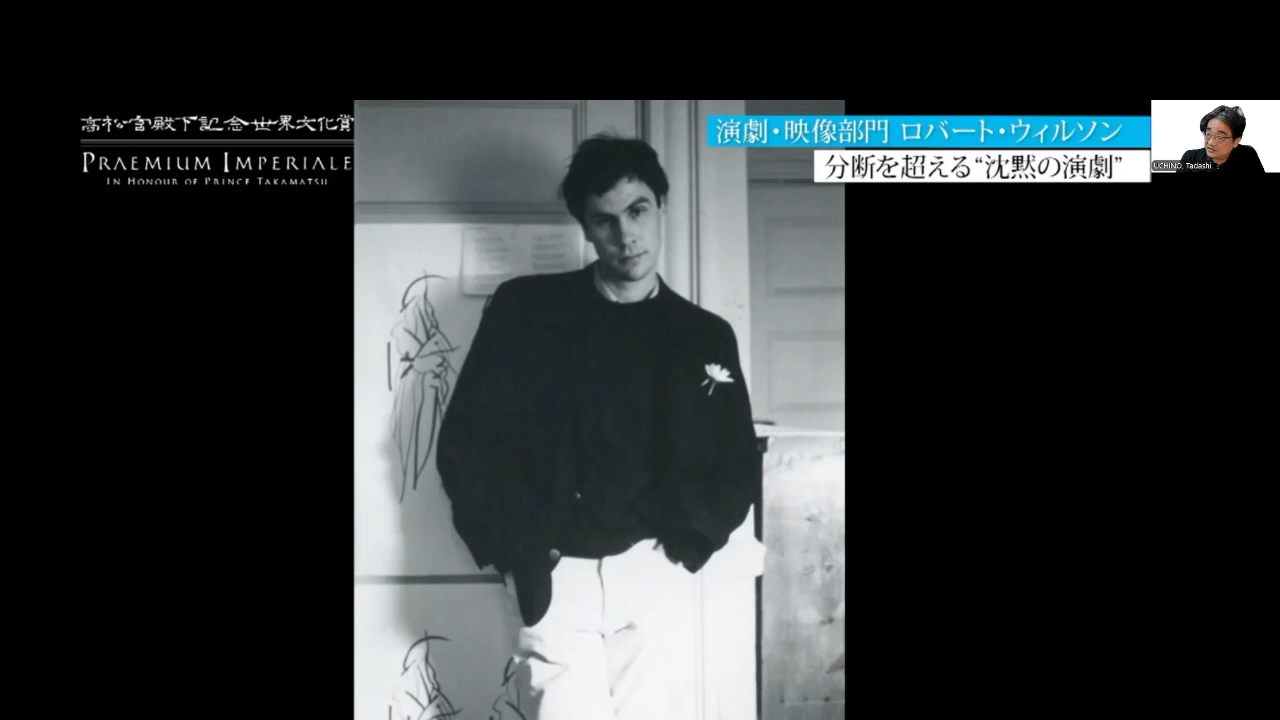 高松宮殿下記念世界文化賞
PRAEMIUM IMPERIALE
IN HONOUR OF PRINCE TAKAMATSU
演劇・映像部門 ロバート・ウィルソン
分断を超える“沈黙の演劇”
UCHINO, Tadashi